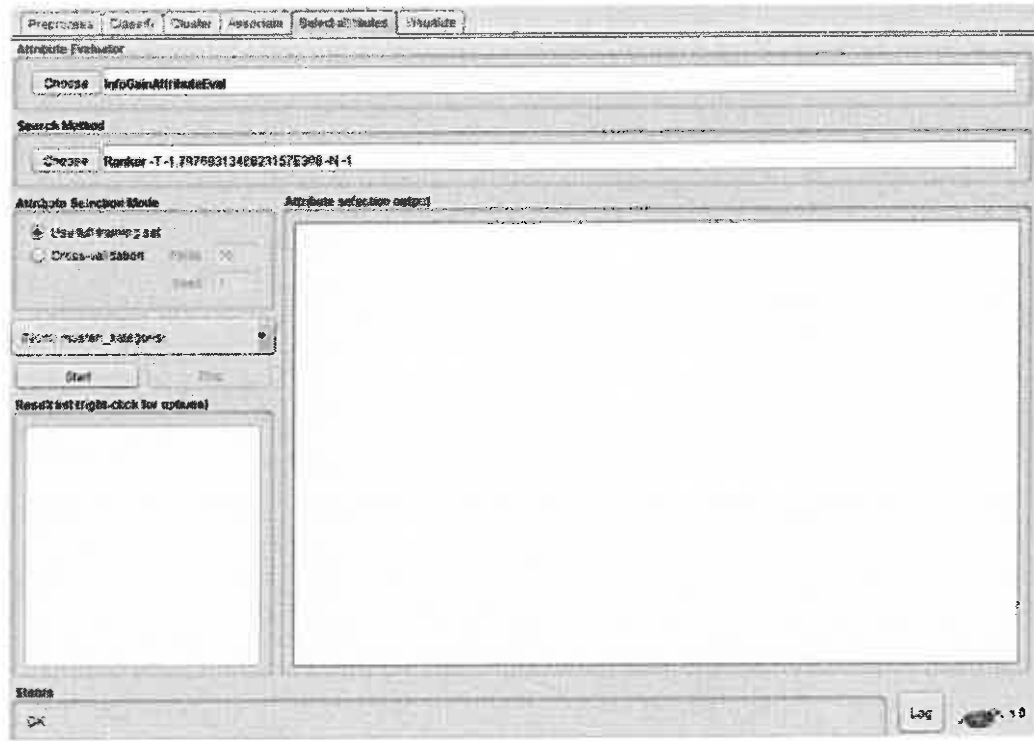 Preprocess Classify Cluster Associate Select attributes Visualize
Attribute Evaluator
Choose InfoGainAttributeEval
Search Method
Choose Ranker -T -1.7976931348623157E308 -N -1
Attribute Selection Mode
Attribute selection output
Use full training set
Cross-validation Folds 10
Seed 1
Start Stop
Result list (right-click for options)
Status
OK
Log
x 0